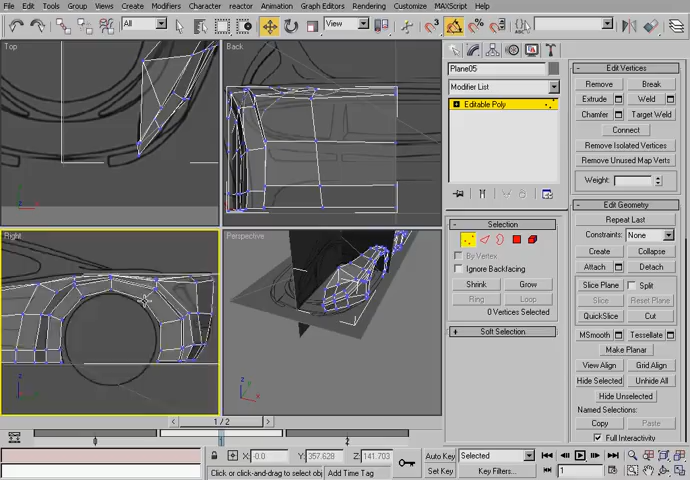 File Edit Tools Group Views Create Modifiers Character reactor Animation Graph Editors Rendering Customize MAXScript Help
All View
Top
Back
Right
Perspective
Plane05
Modifier List
Editable Poly
Selection
By Vertex
Ignore Backfacing
Shrink Grow
Ring Loop
0 Vertices Selected
Soft Selection
Edit Vertices
Remove Break
Extrude Weld
Chamfer Target Weld
Connect
Remove Isolated Vertices
Remove Unused Map Verts
Weight:
Edit Geometry
Repeat Last
Constraints: None
Create Collapse
Attach Detach
Slice Plane Split
Slice Reset Plane
QuickSlice Cut
MSmooth Tessellate
Make Planar
View Align Grid Align
Hide Selected Unhide All
Hide Unselected
Named Selections:
Copy Paste
Full Interactivity
1 / 2
0 1 2
X: -0.0 Y: 357.628 Z: 141.703
Auto Key Selected
Click or click-and-drag to select obj Add Time Tag
Set Key Key Filters... 1